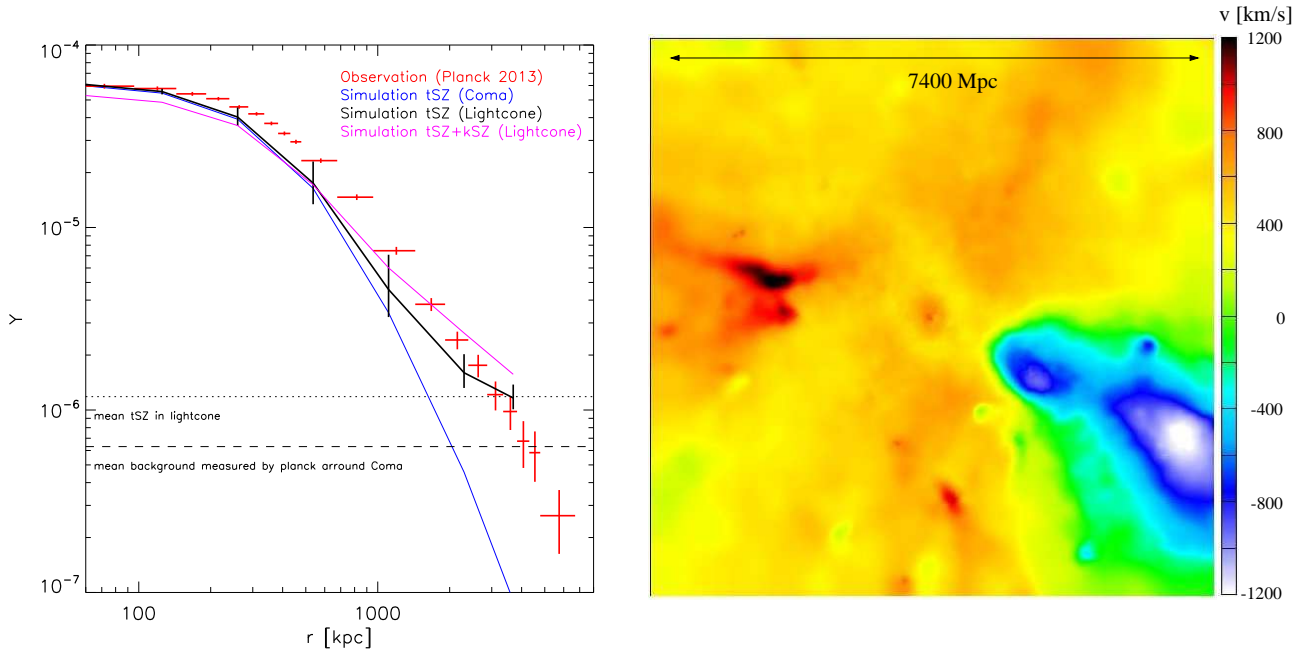 10^-4
10^-5
10^-6
10^-7
Y
Observation (Planck 2013)
Simulation tSZ (Coma)
Simulation tSZ (Lightcone)
Simulation tSZ+kSZ (Lightcone)
mean tSZ in lightcone
mean background measured by planck arround Coma
100
1000
r [kpc]
7400 Mpc
v [km/s]
1200
800
400
0
-400
-800
-1200